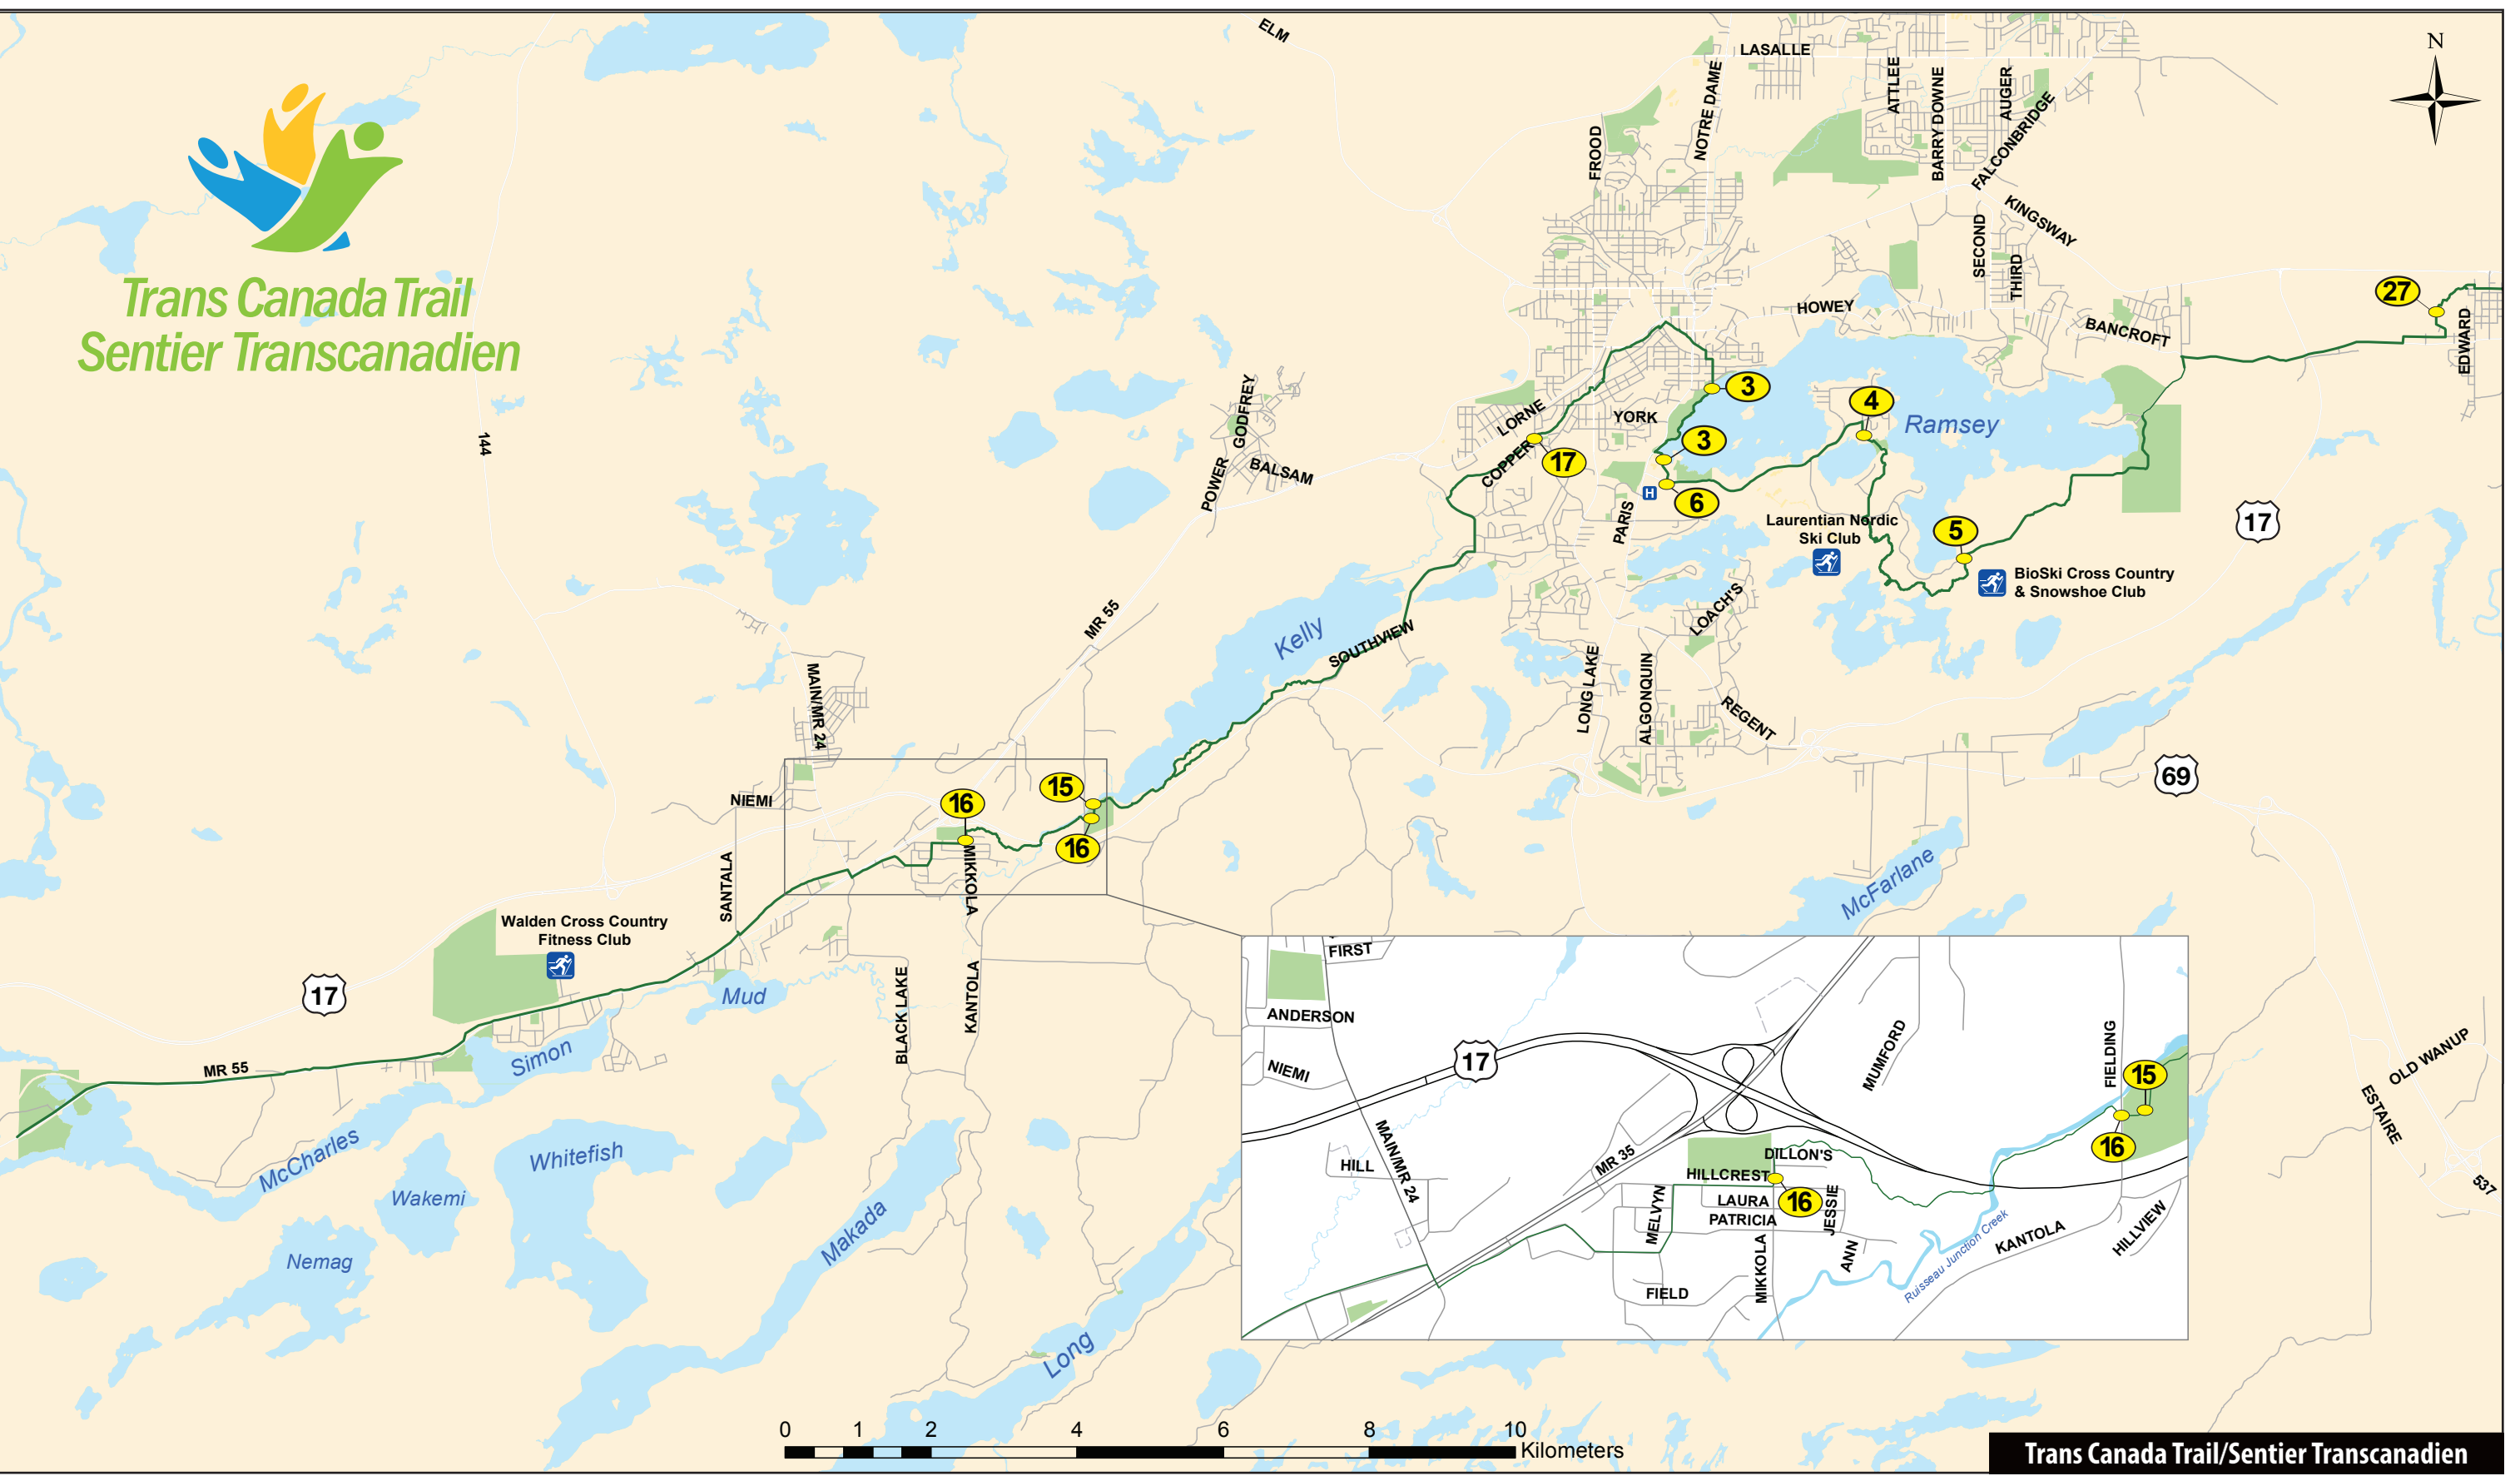 ELM
LASALLE
N
NOTRE DAME
ATTLEE
BARRY DOWNE
AUGER
FALCONBRIDGE
FROOD
KINGSWAY
SECOND
THIRD
Trans Canada Trail
Sentier Transcanadien
HOWEY
BANCROFT
27
EDWARD
144
GODFREY
POWER
BALSAM
LORNE
COPPER
YORK
3
3
4
Ramsey
17
6
H
PARIS
17
Laurentian Nordic
Ski Club
5
BioSki Cross Country
& Snowshoe Club
MR 55
Kelly
SOUTHVIEW
LOACH'S
LONG LAKE
ALGONQUIN
REGENT
MAIN/MR 24
69
NIEMI
16
15
16
MIKKOLA
SANTALA
McFarlane
Walden Cross Country
Fitness Club
17
Mud
BLACK LAKE
KANTOLA
Simon
MR 55
McCharles
Whitefish
Wakemi
Nemag
Makada
Long
OLD WANUP
ESTAIRE
537
FIRST
ANDERSON
NIEMI
17
MUMFORD
FIELDING
15
16
MAIN/MR 24
HILL
MR 35
DILLON'S
HILLCREST
16
LAURA
PATRICIA
MELVYN
JESSIE
MIKKOLA
ANN
FIELD
Ruisseau Junction Creek
KANTOLA
HILLVIEW
0 1 2 4 6 8 10
Kilometers
Trans Canada Trail/Sentier Transcanadien